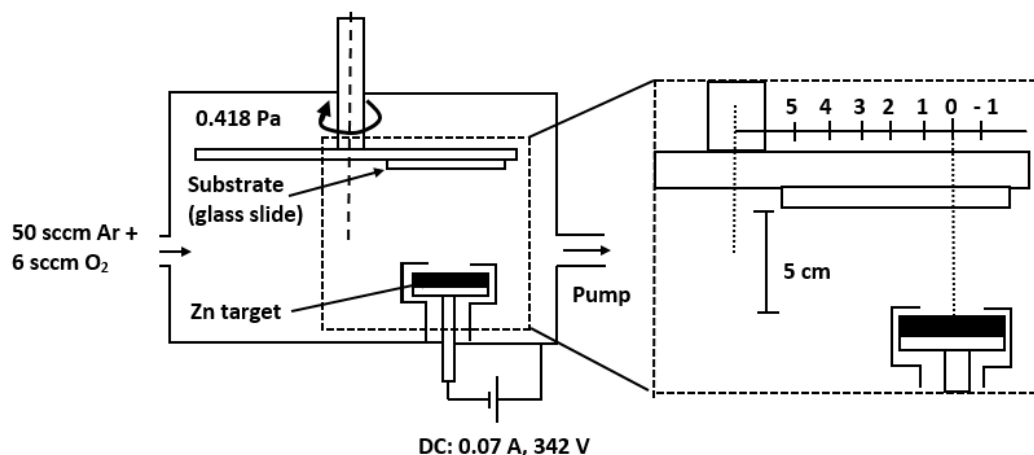 0.418 Pa
Substrate
(glass slide)
50 sccm Ar +
6 sccm O₂
Zn target
Pump
DC: 0.07 A, 342 V
5 4 3 2 1 0 -1
5 cm